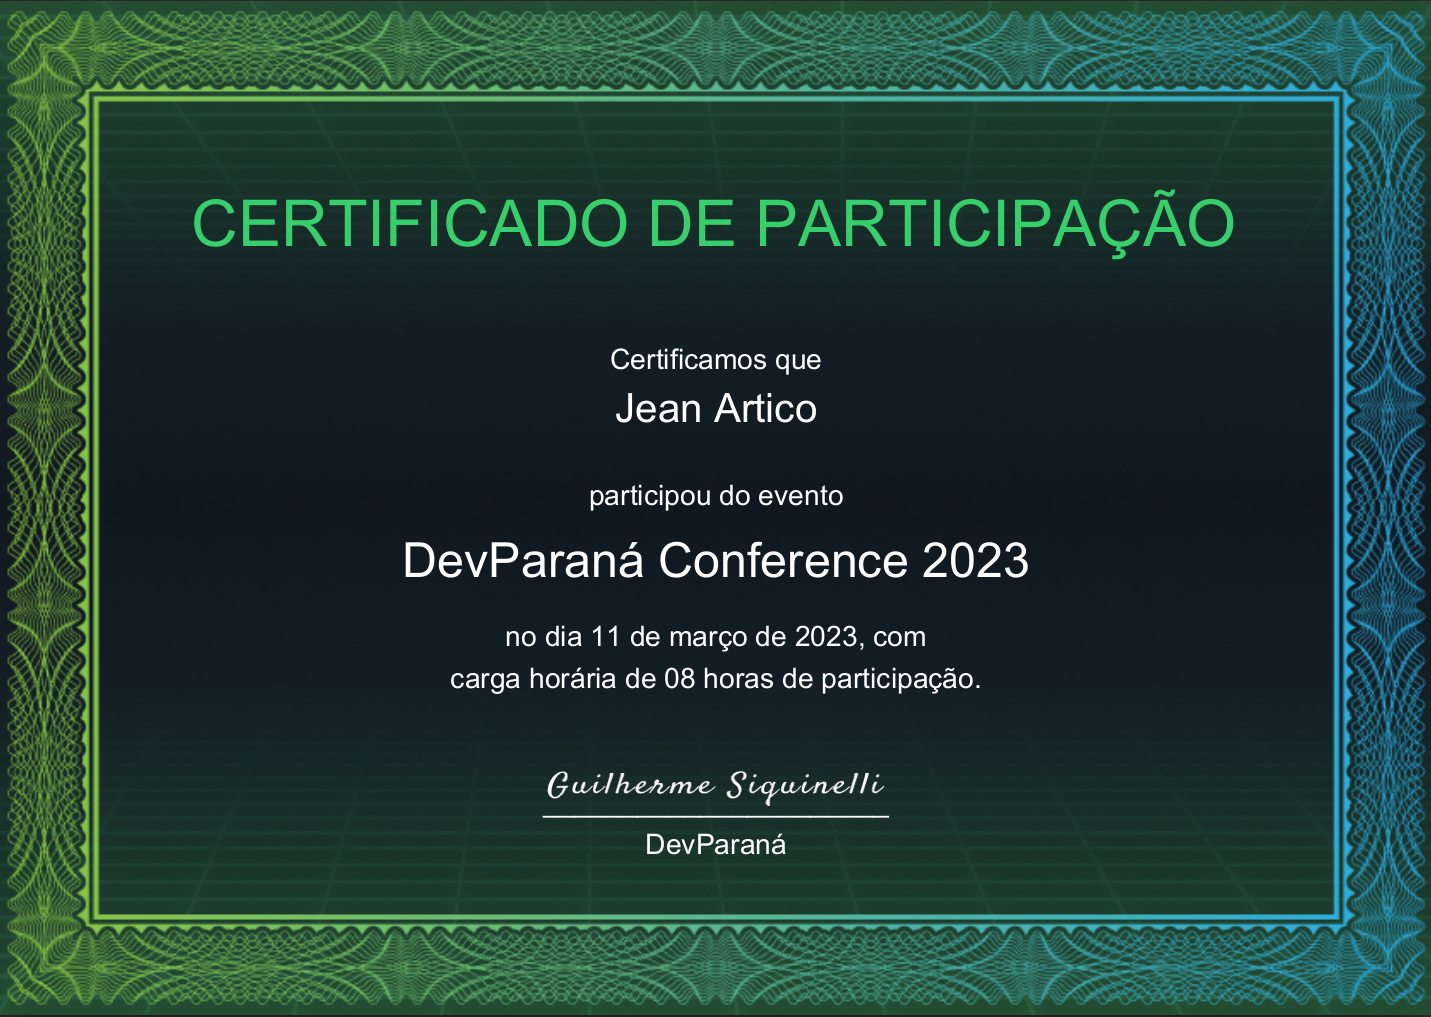 CERTIFICADO DE PARTICIPAÇÃO
Certificamos que
Jean Artico
participou do evento
DevParaná Conference 2023
no dia 11 de março de 2023, com
carga horária de 08 horas de participação.
Guilherme Siquinelli
DevParaná